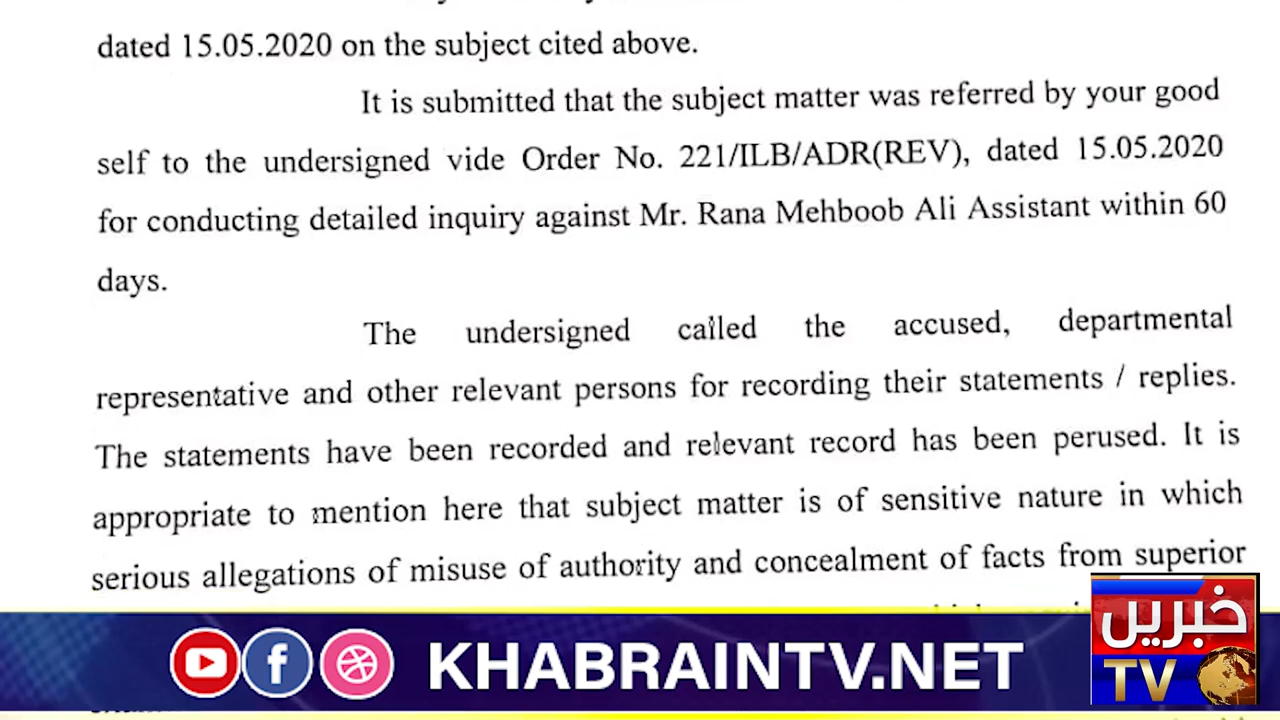 dated 15.05.2020 on the subject cited above.
It is submitted that the subject matter was referred by your good
self to the undersigned vide Order No. 221/ILB/ADR(REV), dated 15.05.2020
for conducting detailed inquiry against Mr. Rana Mehboob Ali Assistant within 60
days.
The undersigned called the accused, departmental
representative and other relevant persons for recording their statements / replies.
The statements have been recorded and relevant record has been perused. It is
appropriate to mention here that subject matter is of sensitive nature in which
serious allegations of misuse of authority and concealment of facts from superior
KHABRAINTV.NET
خبریں
TV